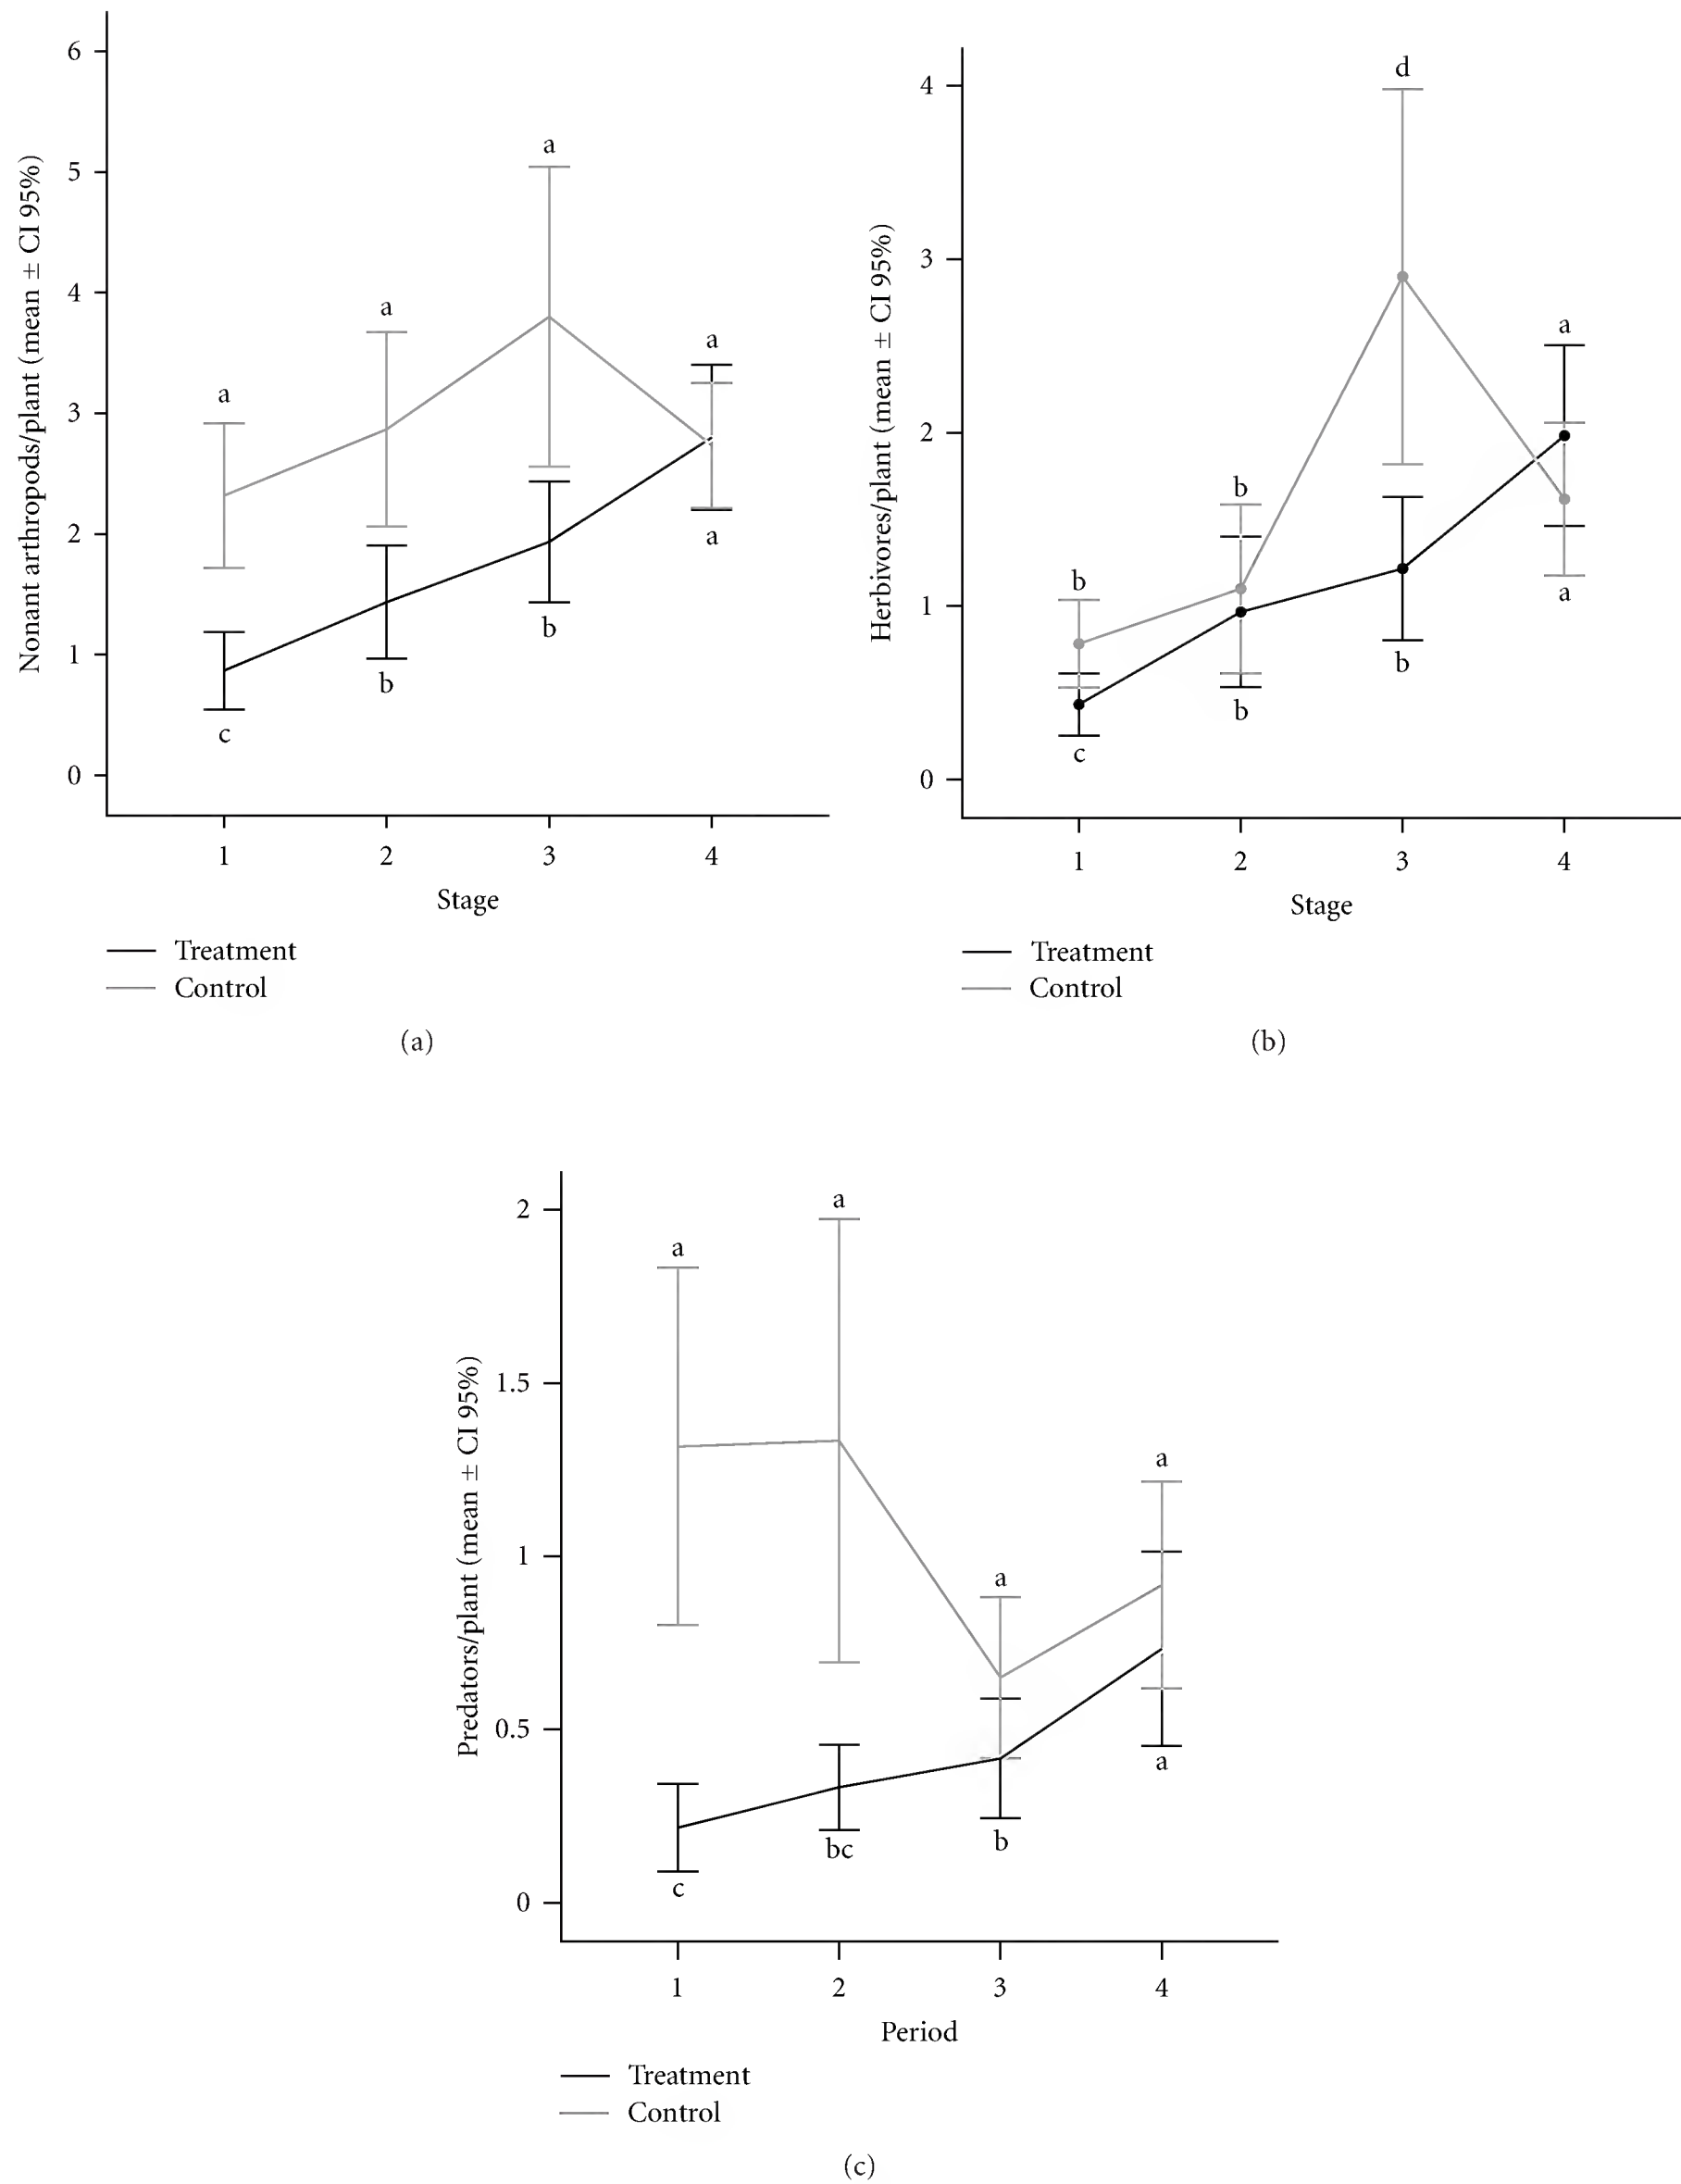 Nonant arthropods/plant (mean ± CI 95%)
6
5
4
3
2
1
0
a
a
a
a
c
b
b
a
1 2 3 4
Stage
Treatment
Control
(a)
Herbivores/plant (mean ± CI 95%)
4
3
2
1
0
b
b
d
a
c
b
b
a
1 2 3 4
Stage
Treatment
Control
(b)
Predators/plant (mean ± CI 95%)
2
1.5
1
0.5
0
a
a
a
a
c
bc
b
a
1 2 3 4
Period
Treatment
Control
(c)